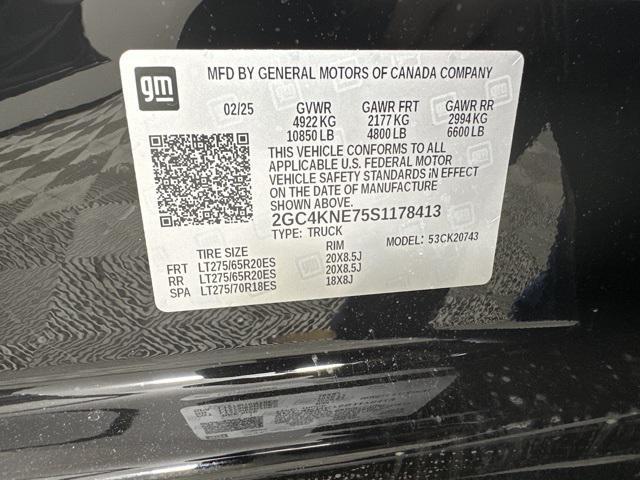 gm
MFD BY GENERAL MOTORS OF CANADA COMPANY
02/25 GVWR GAWR FRT GAWR RR
4922 KG 2177 KG 2994 KG
10850 LB 4800 LB 6600 LB
THIS VEHICLE CONFORMS TO ALL
APPLICABLE U.S. FEDERAL MOTOR
VEHICLE SAFETY STANDARDS IN EFFECT
ON THE DATE OF MANUFACTURE
SHOWN ABOVE.
2GC4KNE75S1178413
TYPE: TRUCK MODEL: 53CK20743
TIRE SIZE RIM
FRT LT275/65R20ES 20X8.5J
RR LT275/65R20ES 20X8.5J
SPA LT275/70R18ES 18X8J